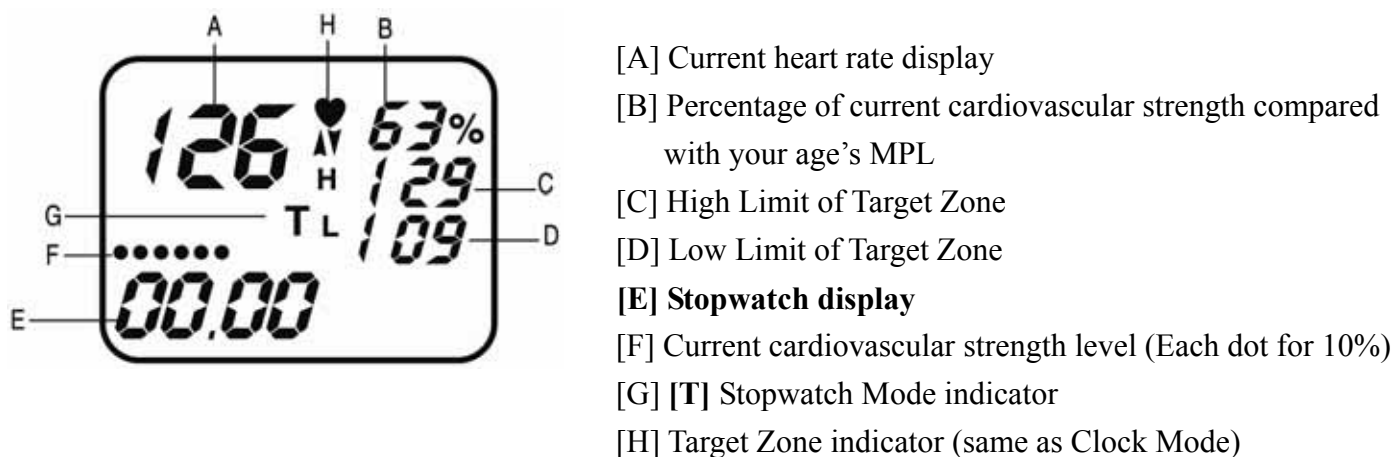 A H B
126 63%
H 129 C
G T L 109 D
F
E 00.00
[A] Current heart rate display
[B] Percentage of current cardiovascular strength compared
with your age’s MPL
[C] High Limit of Target Zone
[D] Low Limit of Target Zone
[E] Stopwatch display
[F] Current cardiovascular strength level (Each dot for 10%)
[G] [T] Stopwatch Mode indicator
[H] Target Zone indicator (same as Clock Mode)